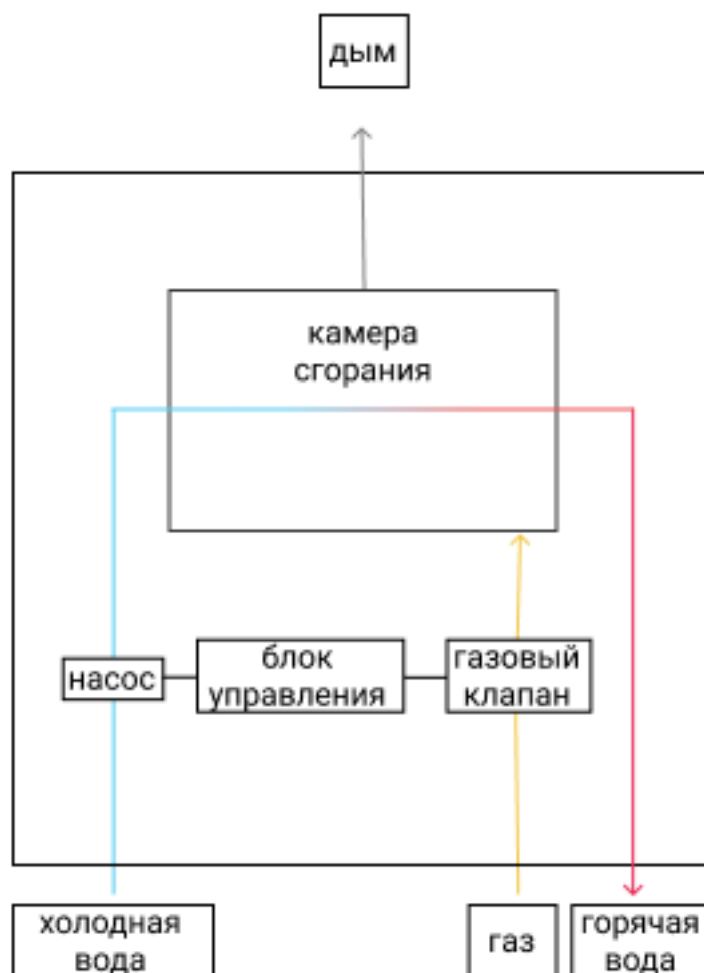 дым
камера
сгорания
насос
блок
управления
газовый
клапан
холодная
вода
газ
горячая
вода